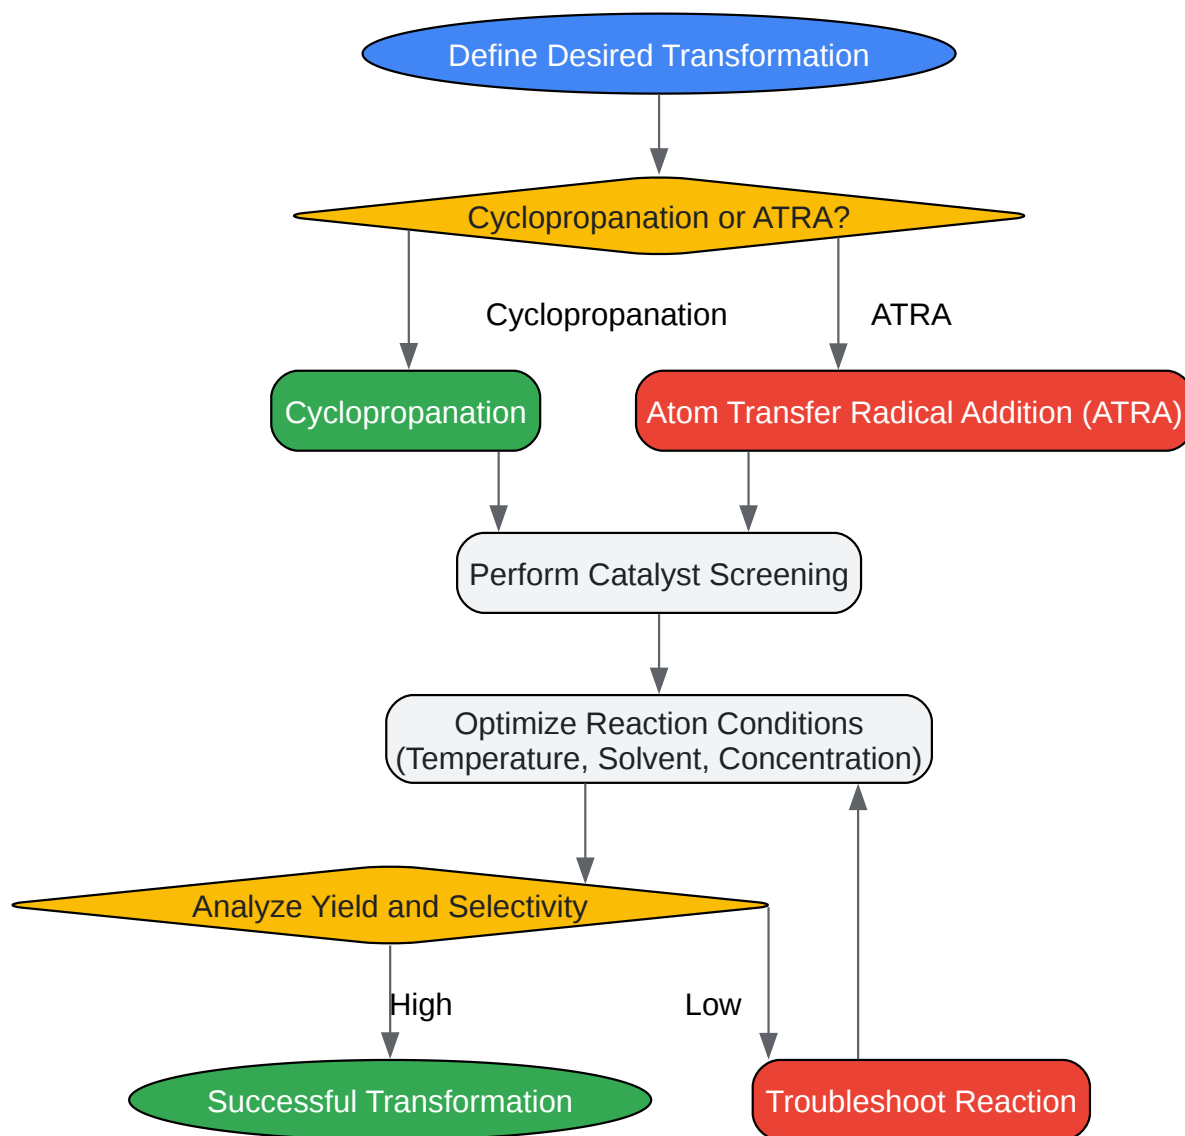 Define Desired Transformation
Cyclopropanation or ATRA?
Cyclopropanation
ATRA
Cyclopropanation
Atom Transfer Radical Addition (ATRA)
Perform Catalyst Screening
Optimize Reaction Conditions
(Temperature, Solvent, Concentration)
Analyze Yield and Selectivity
High
Low
Successful Transformation
Troubleshoot Reaction